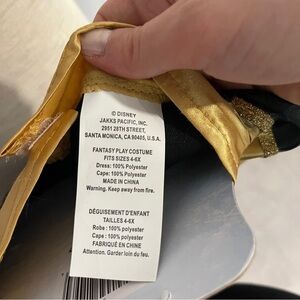 © DISNEY
JAKKS PACIFIC, INC.
2951 28TH STREET,
SANTA MONICA, CA 90405, U.S.A.
FANTASY PLAY COSTUME
FITS SIZES 4-6X
Dress: 100% Polyester
Cape: 100% Polyester
MADE IN CHINA
Warning. Keep away from fire.
DÉGUISEMENT D'ENFANT
TAILLES 4-6X
Robe : 100% polyester
Cape : 100% polyester
FABRIQUÉ EN CHINE
Attention. Garder loin du feu.